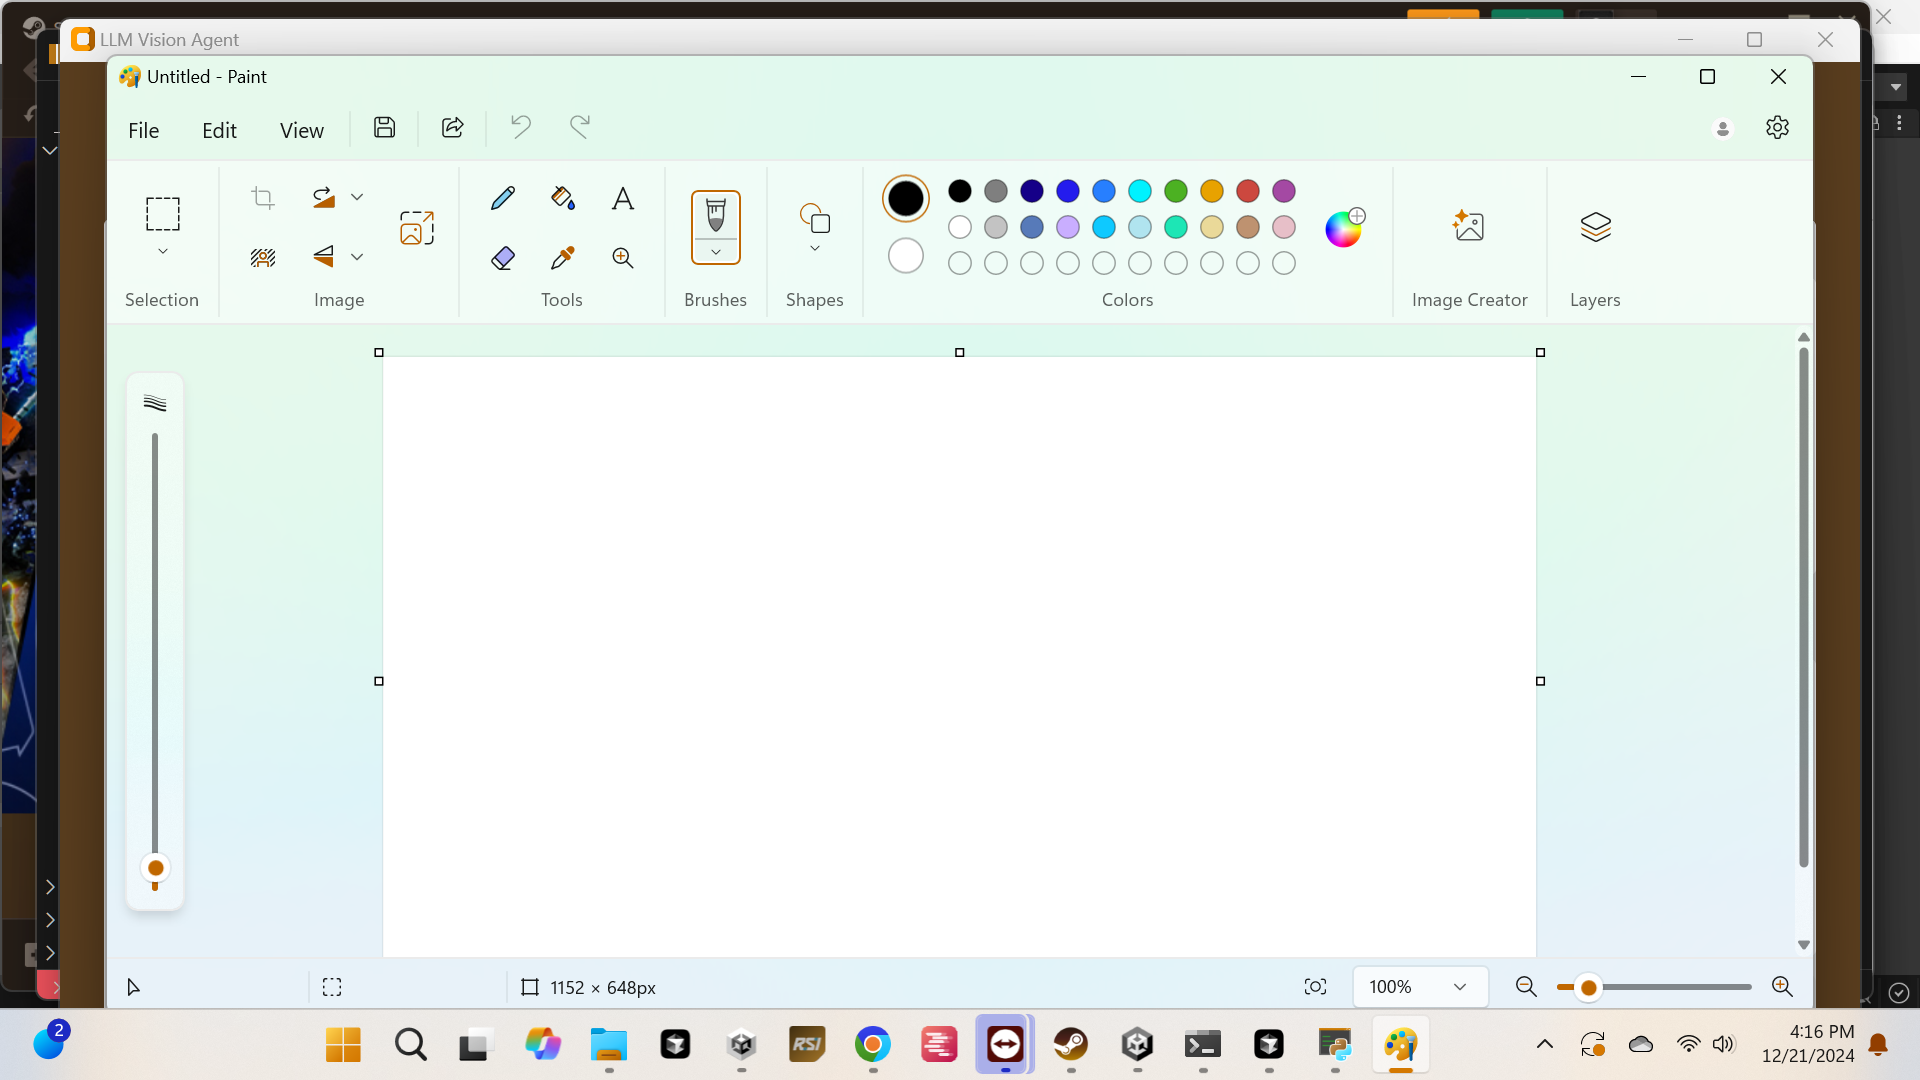 LLM Vision Agent
Untitled - Paint
File Edit View
Selection Image Tools Brushes Shapes Colors Image Creator Layers
1152 × 648px 100%
2
RSI
4:16 PM
12/21/2024